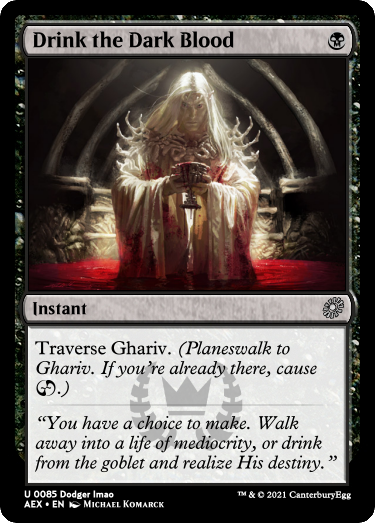 Drink the Dark Blood
Instant
Traverse Ghariv. (Planeswalk to
Ghariv. If you're already there, cause
.)
"You have a choice to make. Walk
away into a life of mediocrity, or drink
from the goblet and realize His destiny."
U 0085 Dodger lmao
AEX • EN Michael Komarck
™ & © 2021 CanterburyEgg